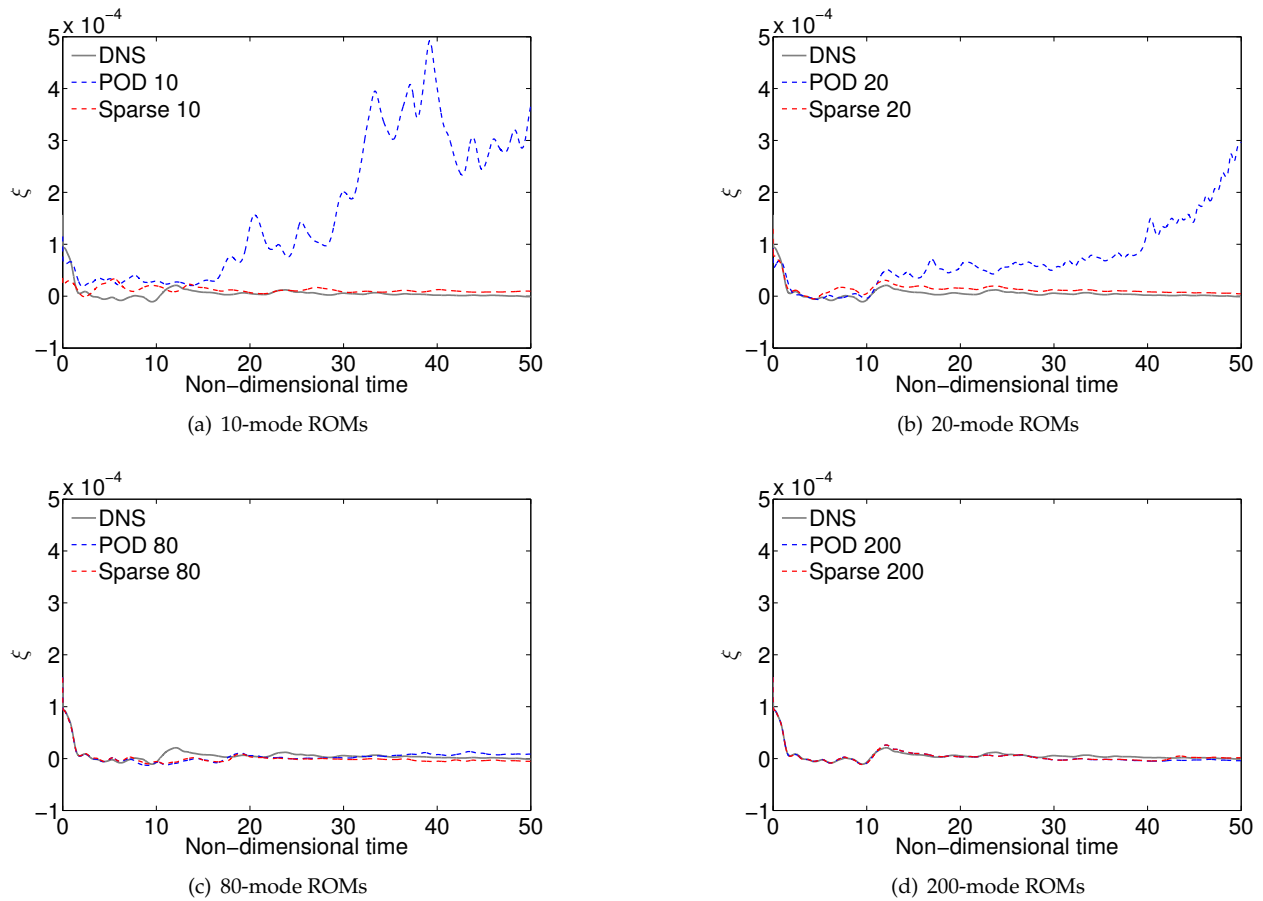 5 x 10⁻⁴
DNS
POD 10
Sparse 10
4
3
2
1
0
−1
ξ
0 10 20 30 40 50
Non−dimensional time
(a) 10-mode ROMs
5 x 10⁻⁴
DNS
POD 20
Sparse 20
4
3
2
1
0
−1
ξ
0 10 20 30 40 50
Non−dimensional time
(b) 20-mode ROMs
5 x 10⁻⁴
DNS
POD 80
Sparse 80
4
3
2
1
0
−1
ξ
0 10 20 30 40 50
Non−dimensional time
(c) 80-mode ROMs
5 x 10⁻⁴
DNS
POD 200
Sparse 200
4
3
2
1
0
−1
ξ
0 10 20 30 40 50
Non−dimensional time
(d) 200-mode ROMs